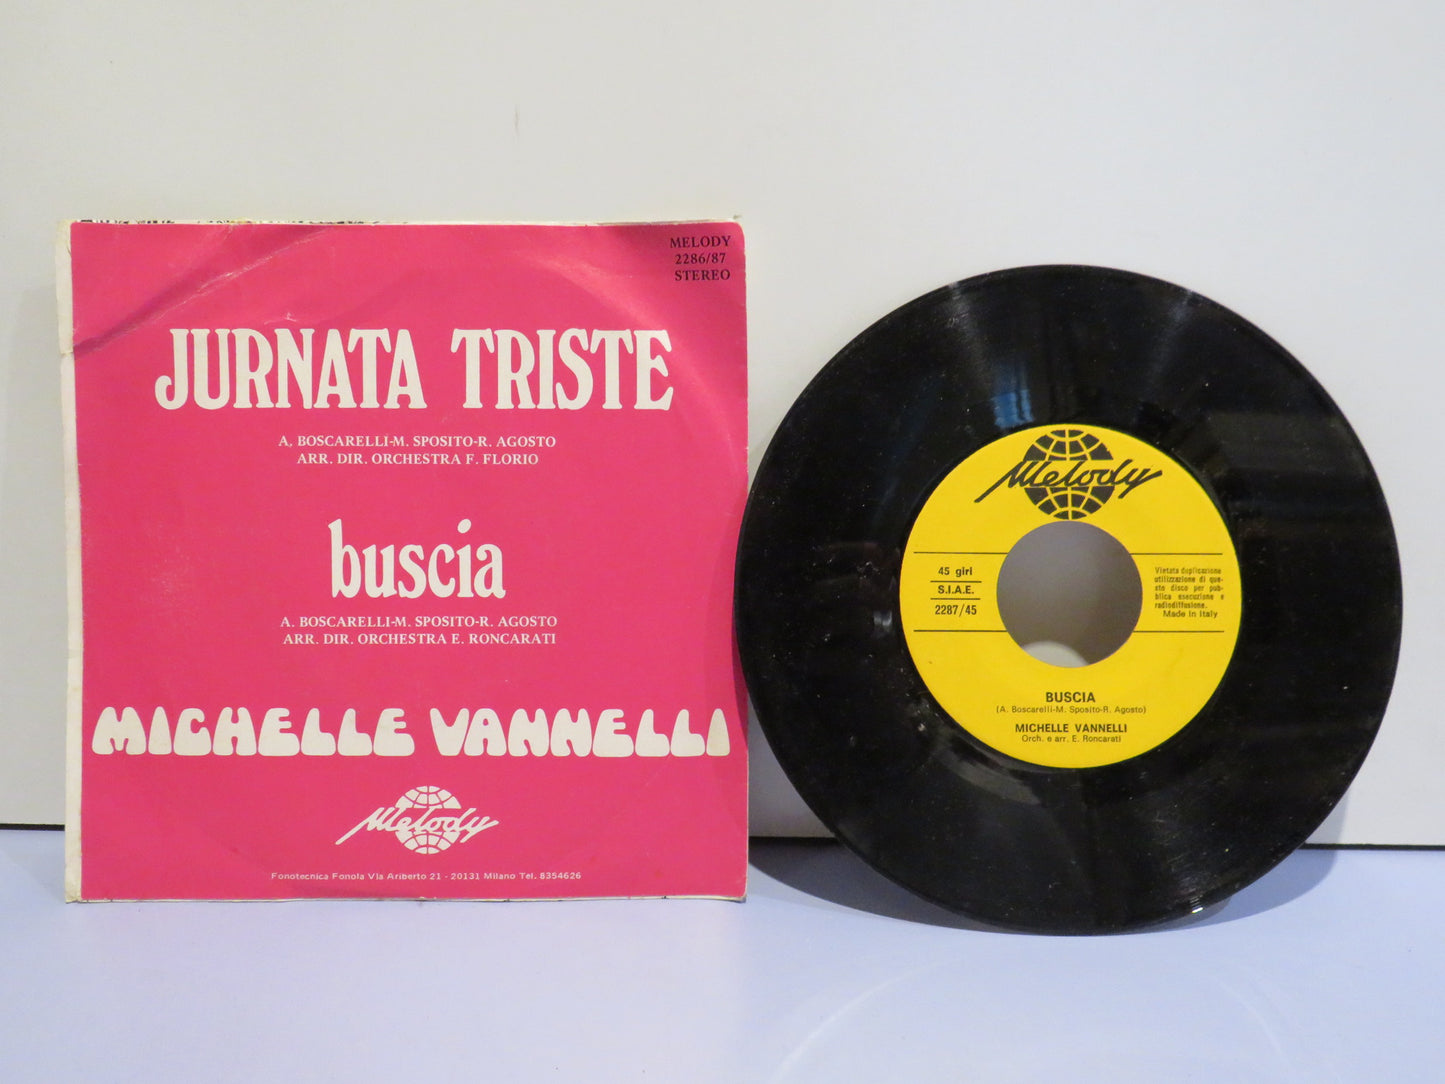 MELODY
2286/87
STEREO
JURNATA TRISTE
A, BOSCARELLI-M. SPOSITO-R. AGOSTO
ARR. DIR. ORCHESTRA F. FLORIO
buscia
A. BOSCARELLI-M. SPOSITO-R. AGOSTO
ARR. DIR. ORCHESTRA E. RONCARATI
MICHELLE VANNELLI
Melody
Fonotecnica Fonola VIa Ariberto 21 - 20131 Milano Tel. 8354626
Melody
45 giri
S.I.A.E.
2287/45
Vietata duplicazione
utilizzazione di que-
sto disco per pub-
blica esecuzione e
radiodiffusione.
Made in Italy
BUSCIA
(A. Boscarelli-M. Sposito-R. Agosto)
MICHELLE VANNELLI
Orch. e arr. E. Roncarati